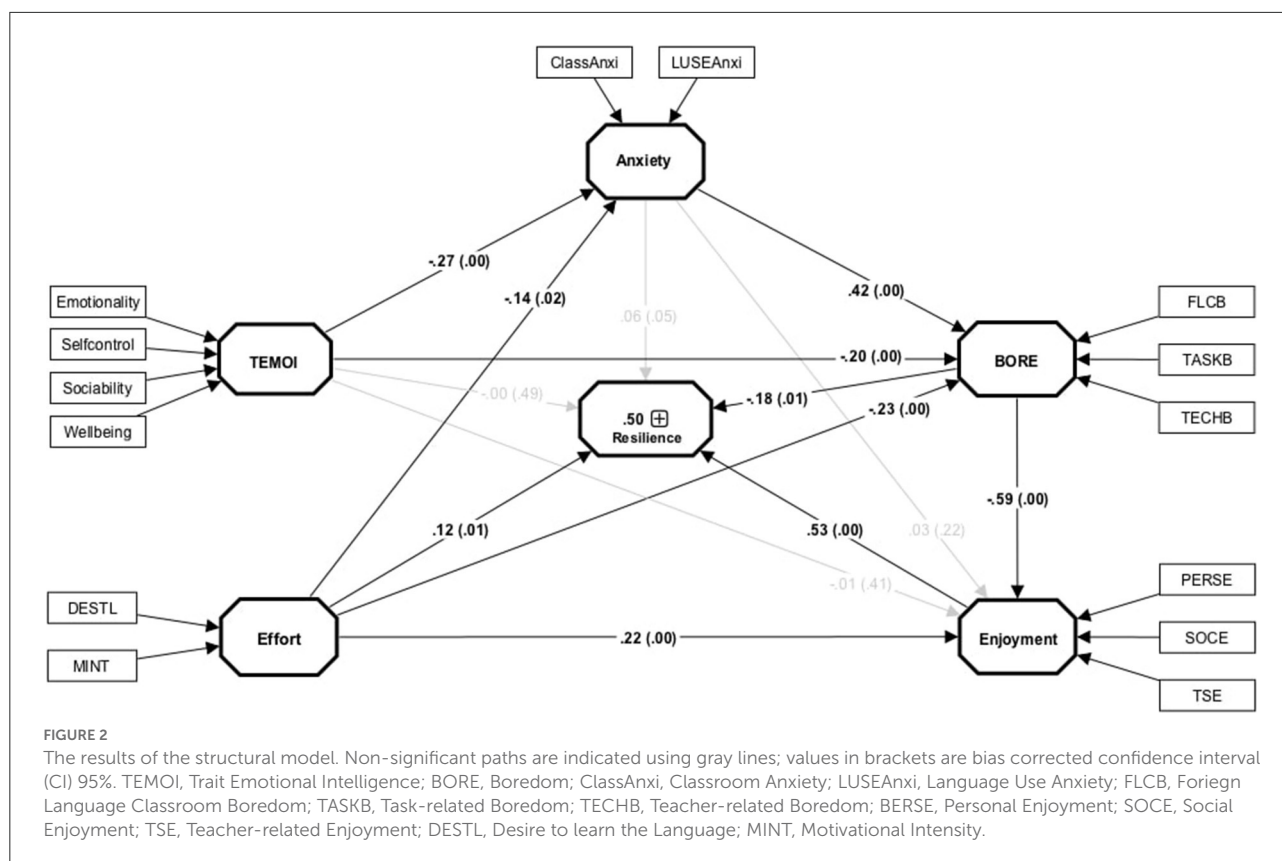 ClassAnxi
LUSEAnxi
Anxiety
-.27 (.00)
-.14 (.02)
.42 (.00)
.06 (.05)
Emotionality
Selfcontrol
Sociability
Wellbeing
TEMOI
-.20 (.00)
BORE
FLCB
TASKB
TECHB
-.00 (.49)
-.18 (.01)
-.23 (.00)
.50
Resilience
-.59 (.00)
.12 (.01)
.53 (.00)
.03 (.22)
-.01 (.41)
DESTL
MINT
Effort
.22 (.00)
Enjoyment
PERSE
SOCE
TSE
FIGURE 2
The results of the structural model. Non-significant paths are indicated using gray lines; values in brackets are bias corrected confidence interval
(CI) 95%. TEMOI, Trait Emotional Intelligence; BORE, Boredom; ClassAnxi, Classroom Anxiety; LUSEAnxi, Language Use Anxiety; FLCB, Foriegn
Language Classroom Boredom; TASKB, Task-related Boredom; TECHB, Teacher-related Boredom; BERSE, Personal Enjoyment; SOCE, Social
Enjoyment; TSE, Teacher-related Enjoyment; DESTL, Desire to learn the Language; MINT, Motivational Intensity.